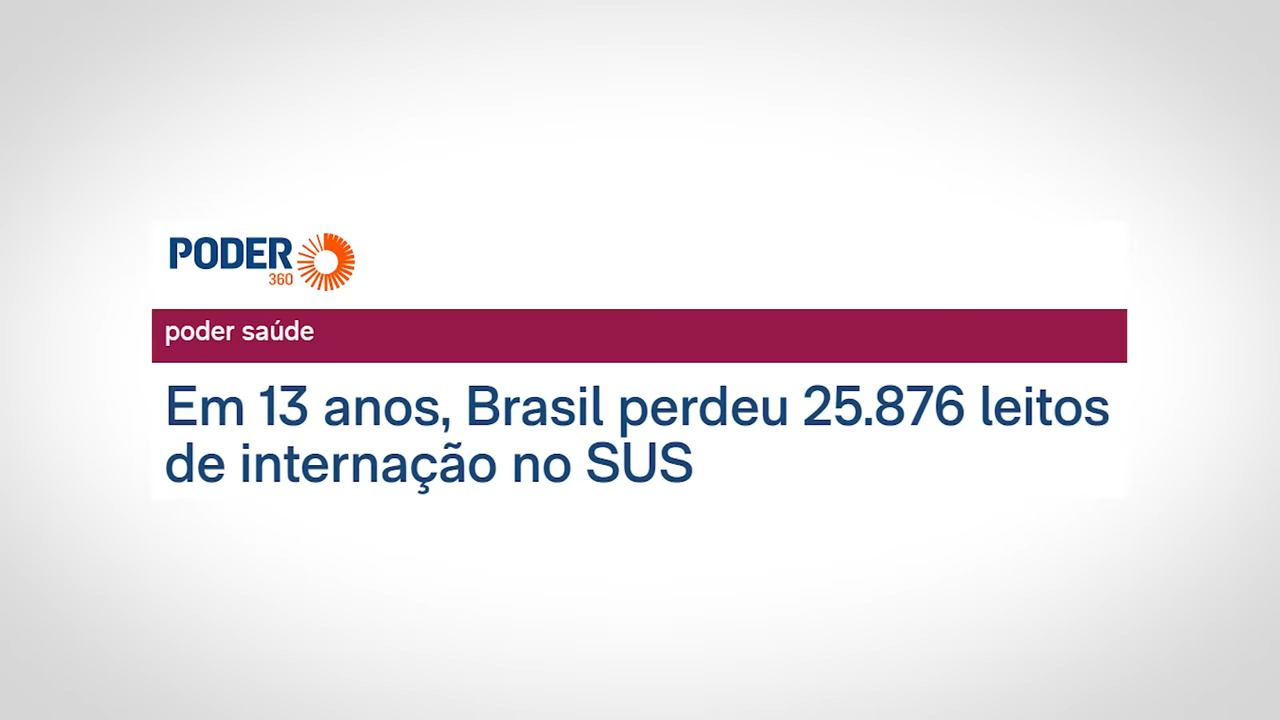 PODER
360
poder saúde
Em 13 anos, Brasil perdeu 25.876 leitos
de internação no SUS